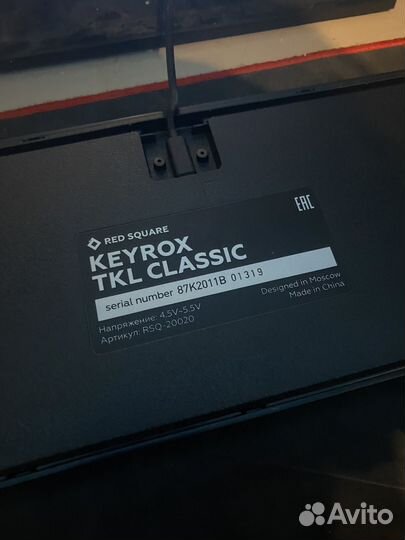 RED SQUARE
EAC
KEYROX
TKL CLASSIC
serial number 87K2011B 01319
Напряжение: 4.5V-5.5V
Артикул: RSQ-20020
Designed in Moscow
Made in China
Avito